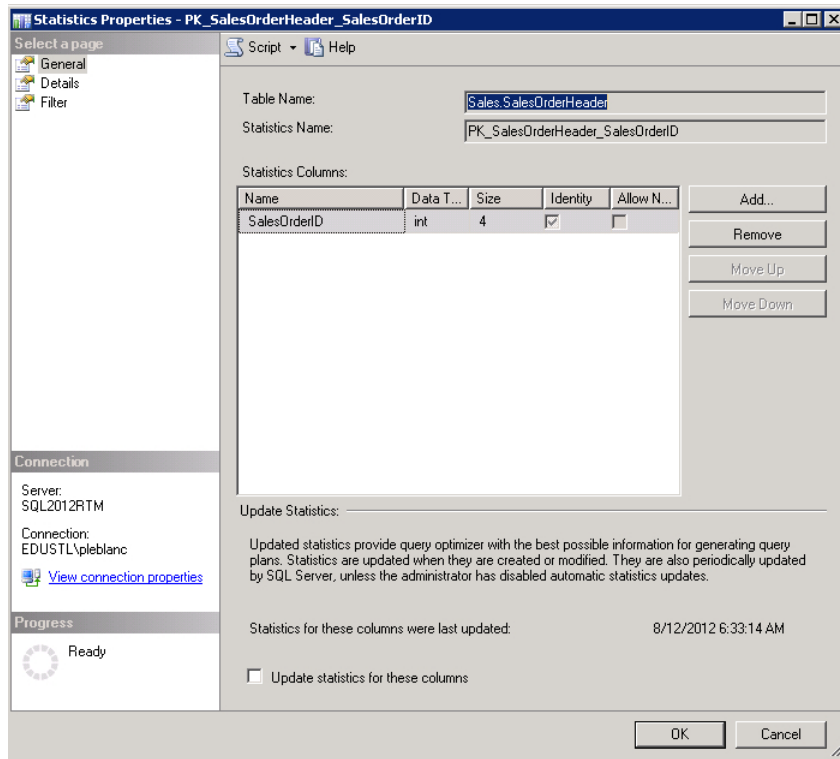 Statistics Properties - PK_SalesOrderHeader_SalesOrderID
Select a page
General
Details
Filter
Script
Help
Table Name:
Sales.SalesOrderHeader
Statistics Name:
PK_SalesOrderHeader_SalesOrderID
Statistics Columns:
Name Data T... Size Identity Allow N...
SalesOrderID int 4
Add...
Remove
Move Up
Move Down
Connection
Server:
SQL2012RTM
Connection:
EDUSTL\pleblanc
View connection properties
Progress
Ready
Update Statistics:
Updated statistics provide query optimizer with the best possible information for generating query
plans. Statistics are updated when they are created or modified. They are also periodically updated
by SQL Server, unless the administrator has disabled automatic statistics updates.
Statistics for these columns were last updated: 8/12/2012 6:33:14 AM
Update statistics for these columns
OK
Cancel